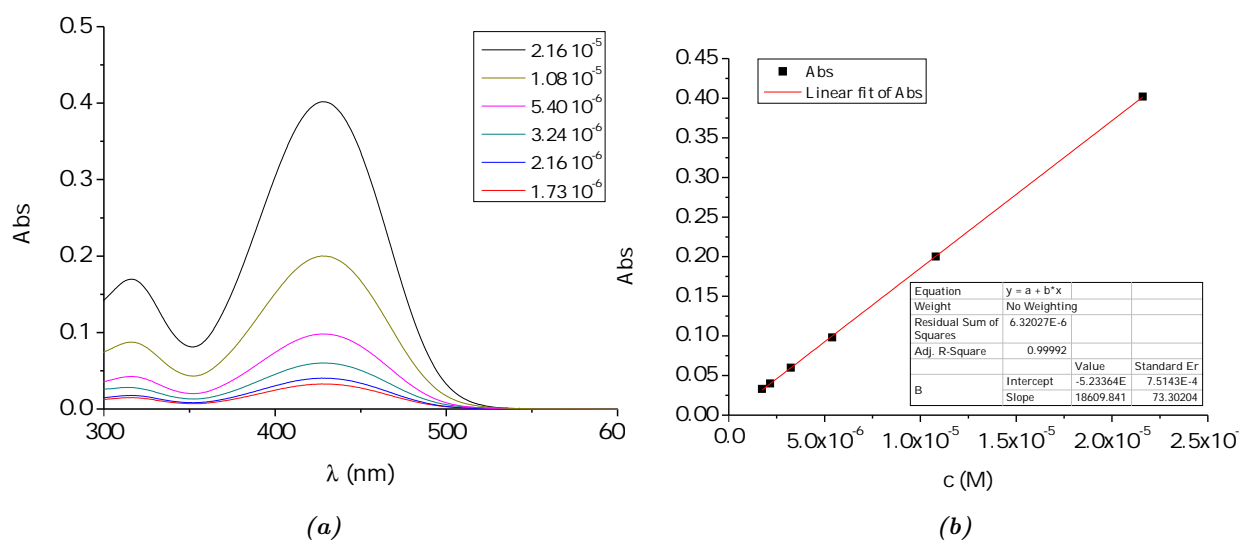 0.5
0.4
0.3
0.2
0.1
0.0
300
400
500
60
Abs
λ (nm)
2.16 10⁻⁵
1.08 10⁻⁵
5.40 10⁻⁶
3.24 10⁻⁶
2.16 10⁻⁶
1.73 10⁻⁶
(a)
0.45
0.40
0.35
0.30
0.25
0.20
0.15
0.10
0.05
0.00
0.0
5.0x10⁻⁶
1.0x10⁻⁵
1.5x10⁻⁵
2.0x10⁻⁵
2.5x10⁻
Abs
c (M)
Abs
Linear fit of Abs
Equation y = a + b*x
Weight No Weighting
Residual Sum of Squares 6.32027E-6
Adj. R-Square 0.99992
Value Standard Er
B Intercept -5.23364E 7.5143E-4
Slope 18609.841 73.30204
(b)